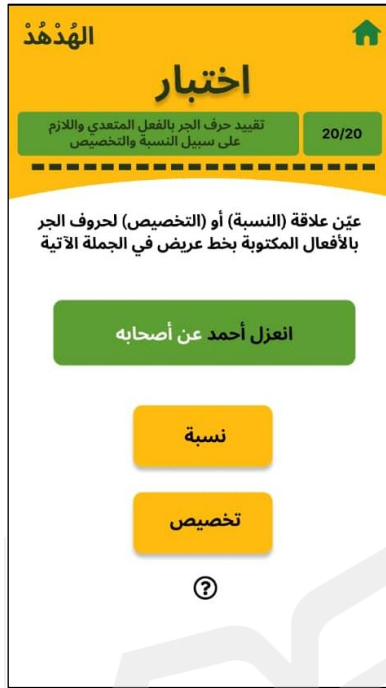 الهُدْهُدْ
اختبار
20/20
تقييد حرف الجر بالفعل المتعدي واللازم
على سبيل النسبة والتخصيص
عيّن علاقة (النسبة) أو (التخصيص) لحروف الجر
بالأفعال المكتوبة بخط عريض في الجملة الآتية
انعزل أحمد عن أصحابه
نسبة
تخصيص
?